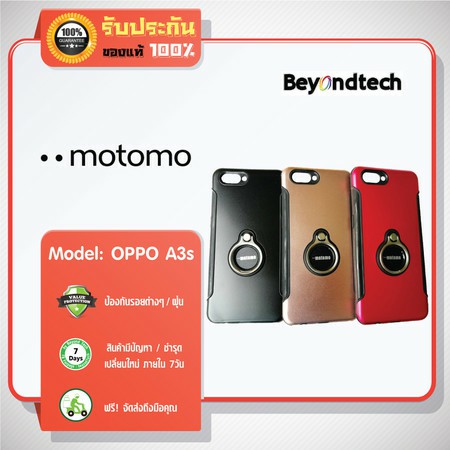 100%
GUARANTEE
รับประกัน
ของแท้ 100%
Beyondtech
motomo
Model: OPPO A3s
VALUE
PROTECTION
ป้องกันรอยต่างๆ / ฝุ่น
7
Days
สินค้ามีปัญหา / ชำรุด
เปลี่ยนใหม่ ภายใน 7วัน
ฟรี! จัดส่งถึงมือคุณ
motomo
motomo
motomo